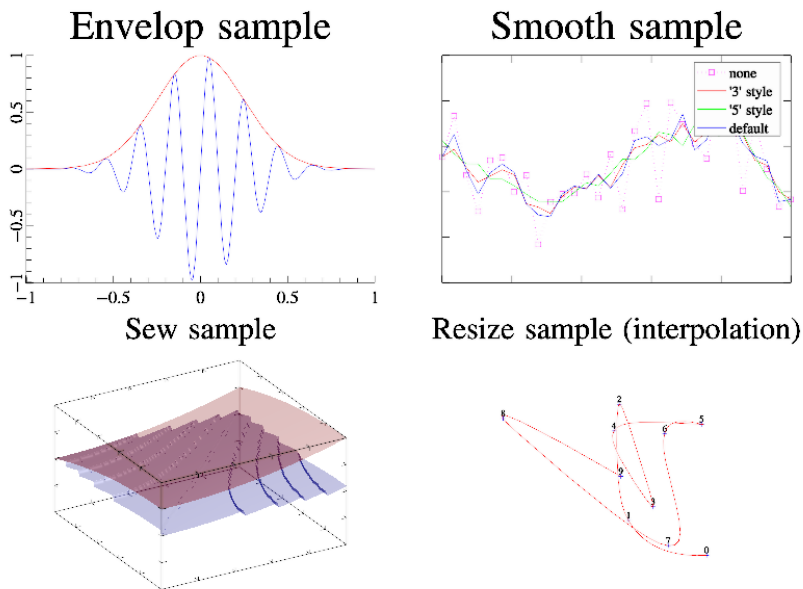 Envelop sample
Smooth sample
1
0.5
0
−0.5
−1
−1
−0.5
0
0.5
1
none
'3' style
'5' style
default
Sew sample
Resize sample (interpolation)
2
8
4
6
5
9
3
1
7
0